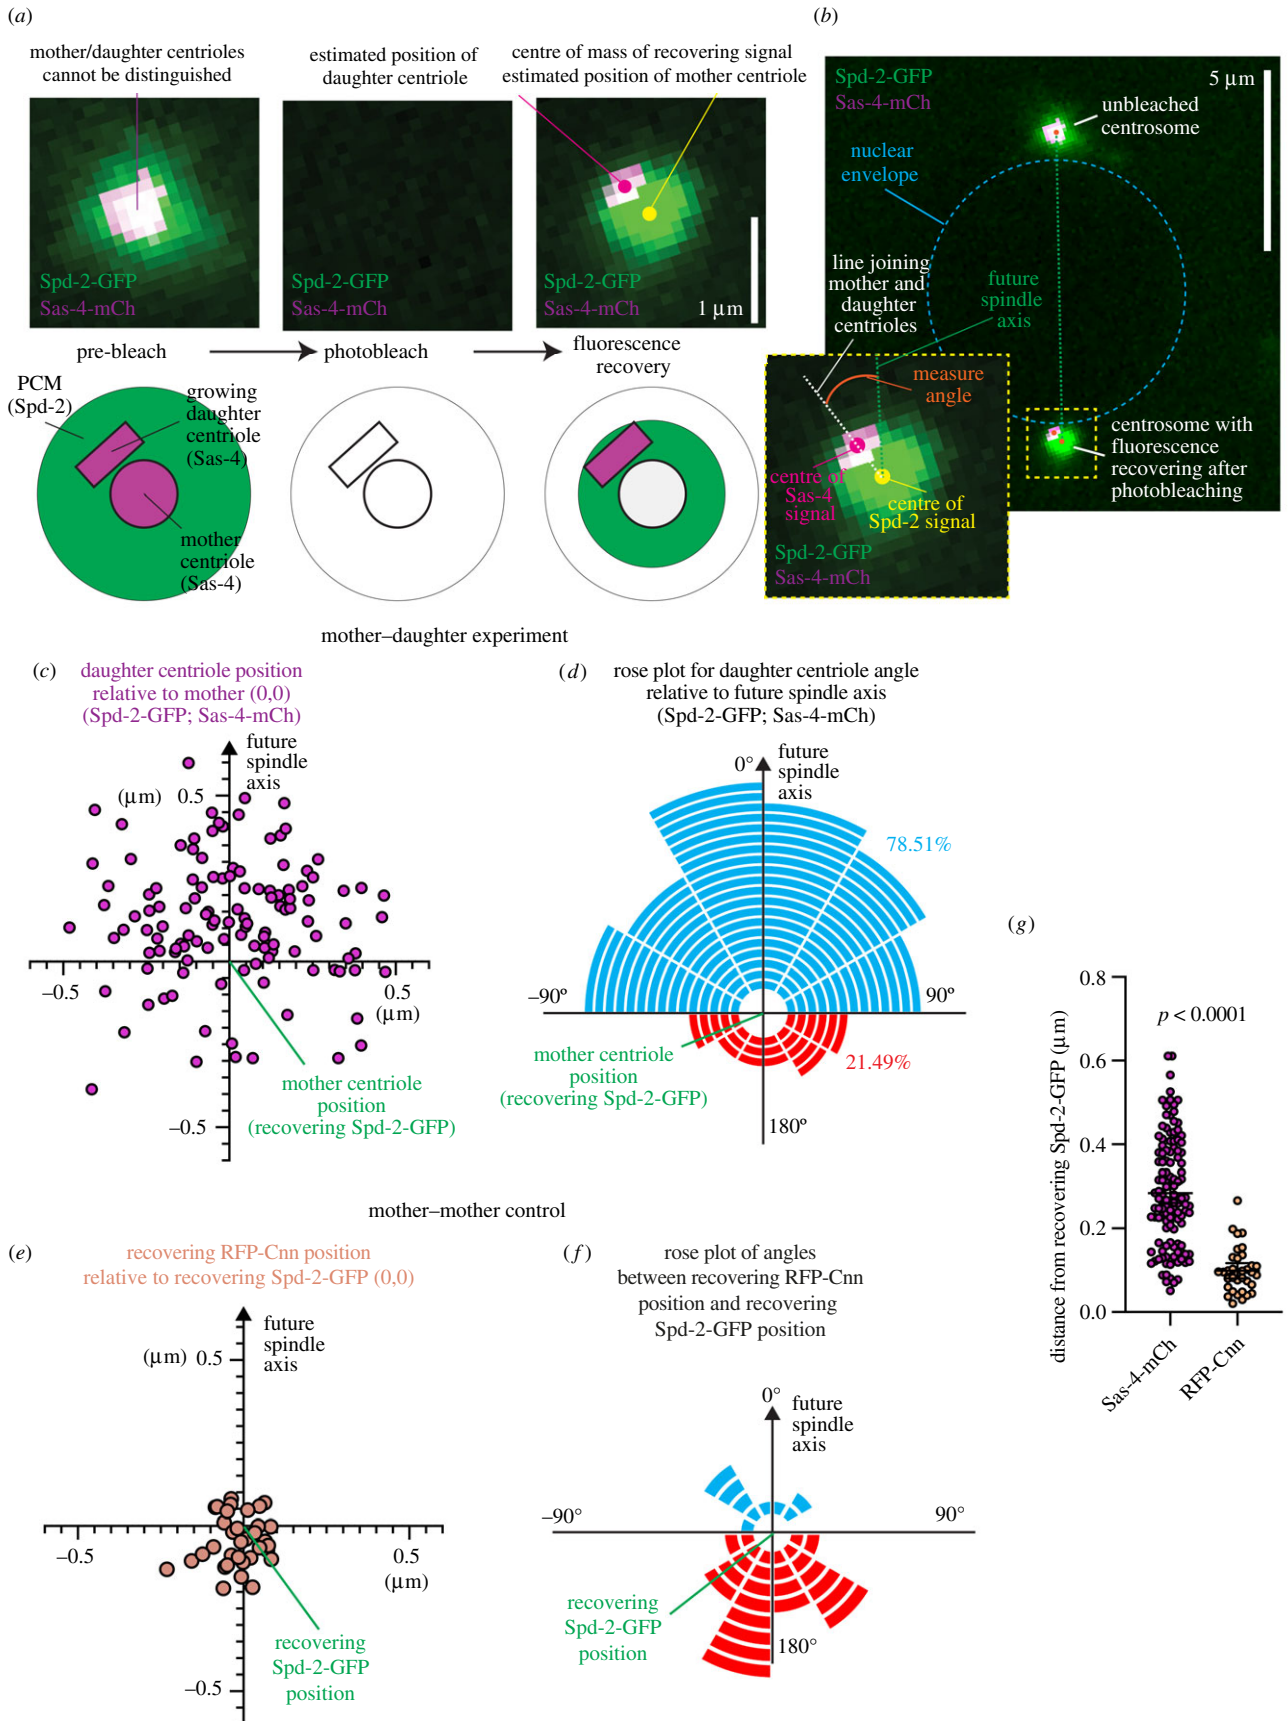 (a)
mother/daughter centrioles
cannot be distinguished
estimated position of
daughter centriole
centre of mass of recovering signal
estimated position of mother centriole
Spd-2-GFP
Sas-4-mCh
Spd-2-GFP
Sas-4-mCh
Spd-2-GFP
Sas-4-mCh
1 µm
pre-bleach
photobleach
fluorescence
recovery
PCM
(Spd-2)
growing
daughter
centriole
(Sas-4)
mother
centriole
(Sas-4)
(b)
Spd-2-GFP
Sas-4-mCh
5 µm
unbleached
centrosome
nuclear
envelope
line joining
mother and
daughter
centrioles
future
spindle
axis
measure
angle
centre of
Sas-4
signal
centre of
Spd-2 signal
Spd-2-GFP
Sas-4-mCh
centrosome with
fluorescence
recovering after
photobleaching
mother–daughter experiment
(c)
daughter centriole position
relative to mother (0,0)
(Spd-2-GFP; Sas-4-mCh)
future
spindle
axis
(µm) 0.5
–0.5
0.5
(µm)
mother centriole
position
(recovering Spd-2-GFP)
–0.5
(d)
rose plot for daughter centriole angle
relative to future spindle axis
(Spd-2-GFP; Sas-4-mCh)
0°
future
spindle
axis
78.51%
–90º
90º
mother centriole
position
(recovering Spd-2-GFP)
21.49%
180º
mother–mother control
(e)
recovering RFP-Cnn position
relative to recovering Spd-2-GFP (0,0)
future
spindle
axis
(µm) 0.5
–0.5
0.5
(µm)
recovering
Spd-2-GFP
position
–0.5
(f)
rose plot of angles
between recovering RFP-Cnn
position and recovering
Spd-2-GFP position
0°
future
spindle
axis
–90°
90°
recovering
Spd-2-GFP
position
180°
(g)
distance from recovering Spd-2-GFP (µm)
0.8
0.6
0.4
0.2
0.0
p < 0.0001
Sas-4-mCh
RFP-Cnn